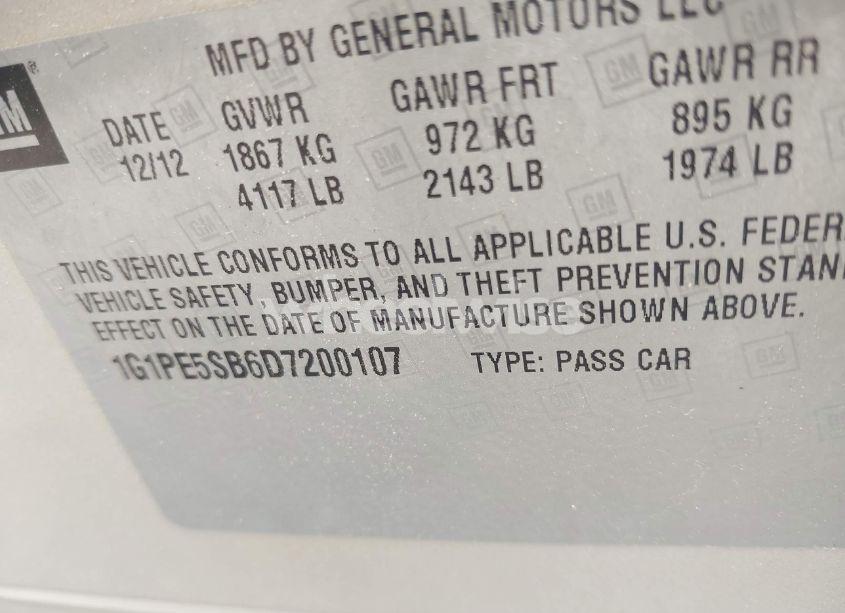 MFD BY GENERAL MOTORS LLC
GM
DATE GVWR GAWR FRT GAWR RR
12/12 1867 KG 972 KG 895 KG
4117 LB 2143 LB 1974 LB
THIS VEHICLE CONFORMS TO ALL APPLICABLE U.S. FEDER
VEHICLE SAFETY, BUMPER, AND THEFT PREVENTION STAN
EFFECT ON THE DATE OF MANUFACTURE SHOWN ABOVE.
1G1PE5SB6D7200107 TYPE: PASS CAR